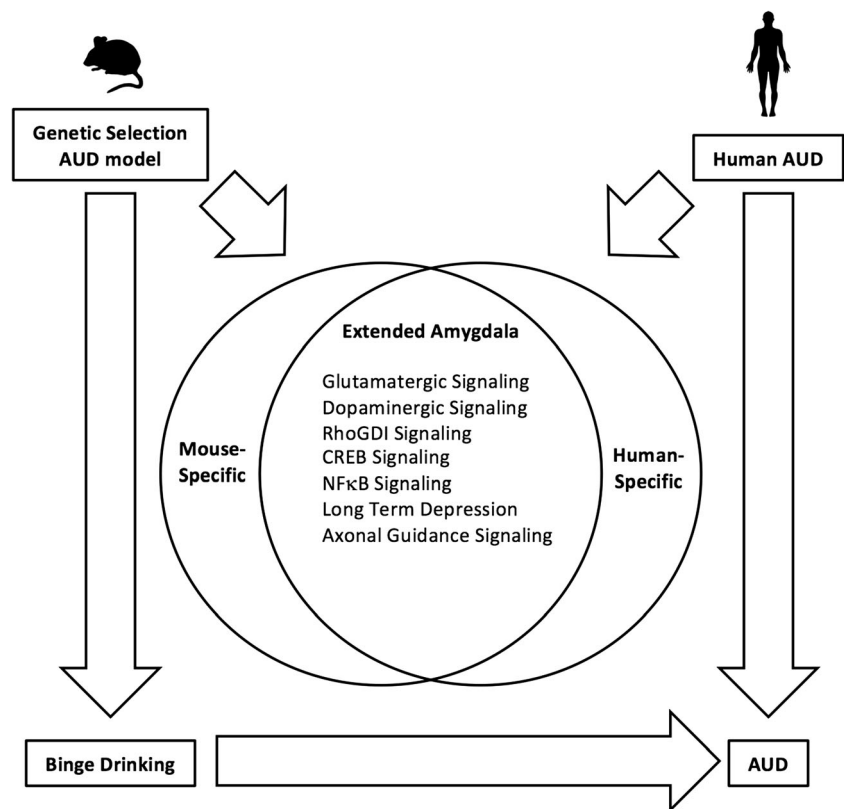 Genetic Selection
AUD model
Human AUD
Extended Amygdala
Glutamatergic Signaling
Dopaminergic Signaling
RhoGDI Signaling
CREB Signaling
NFκB Signaling
Long Term Depression
Axonal Guidance Signaling
Mouse-
Specific
Human-
Specific
Binge Drinking
AUD